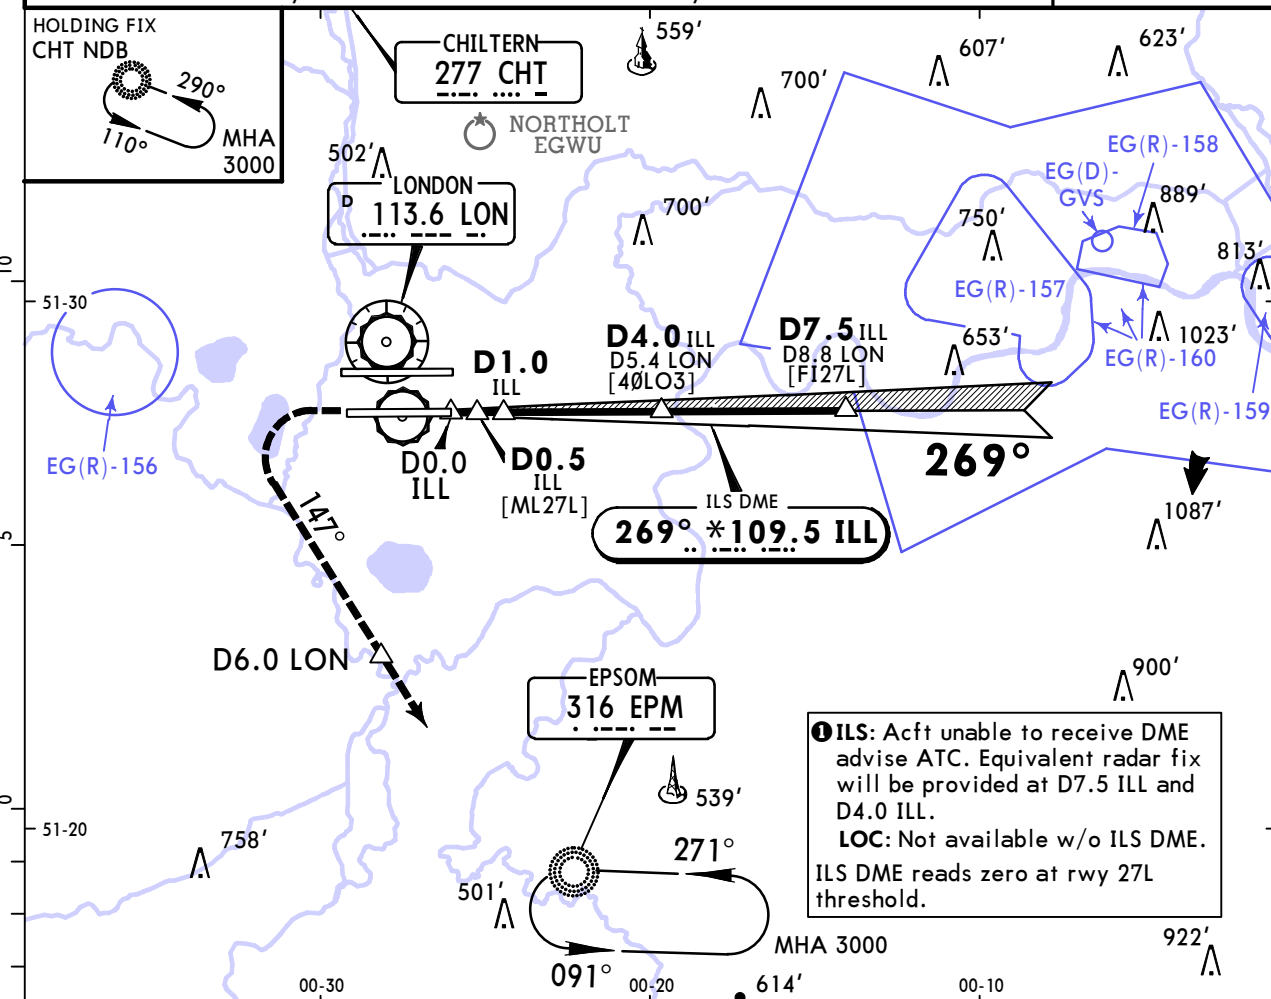 HOLDING FIX
CHT NDB
290°
110°
MHA
3000
CHILTERN
277 CHT
NORTHOLT
EGWU
559'
607'
623'
700'
502'
LONDON
D
113.6 LON
700'
EG(R)-158
EG(D)-
GVS
889'
750'
813'
10
51-30
EG(R)-157
D4.0 ILL
D5.4 LON
[4ØLO3]
D7.5 ILL
D8.8 LON
[FI27L]
653'
1023'
EG(R)-160
D1.0
ILL
EG(R)-159
EG(R)-156
D0.0
ILL
D0.5
ILL
[ML27L]
269°
147°
ILS DME
269° *109.5 ILL
1087'
5
D6.0 LON
EPSOM
316 EPM
900'
539'
❶ ILS: Acft unable to receive DME
advise ATC. Equivalent radar fix
will be provided at D7.5 ILL and
D4.0 ILL.
LOC: Not available w/o ILS DME.
ILS DME reads zero at rwy 27L
threshold.
0
51-20
758'
271°
501'
091°
MHA 3000
922'
00-30
00-20
614'
00-10